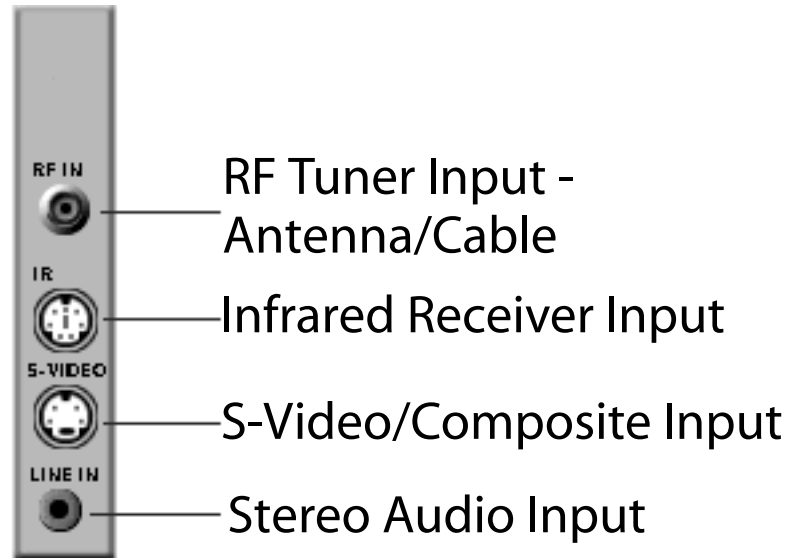 RF IN
RF Tuner Input -
Antenna/Cable
IR
Infrared Receiver Input
S-VIDEO
S-Video/Composite Input
LINE IN
Stereo Audio Input